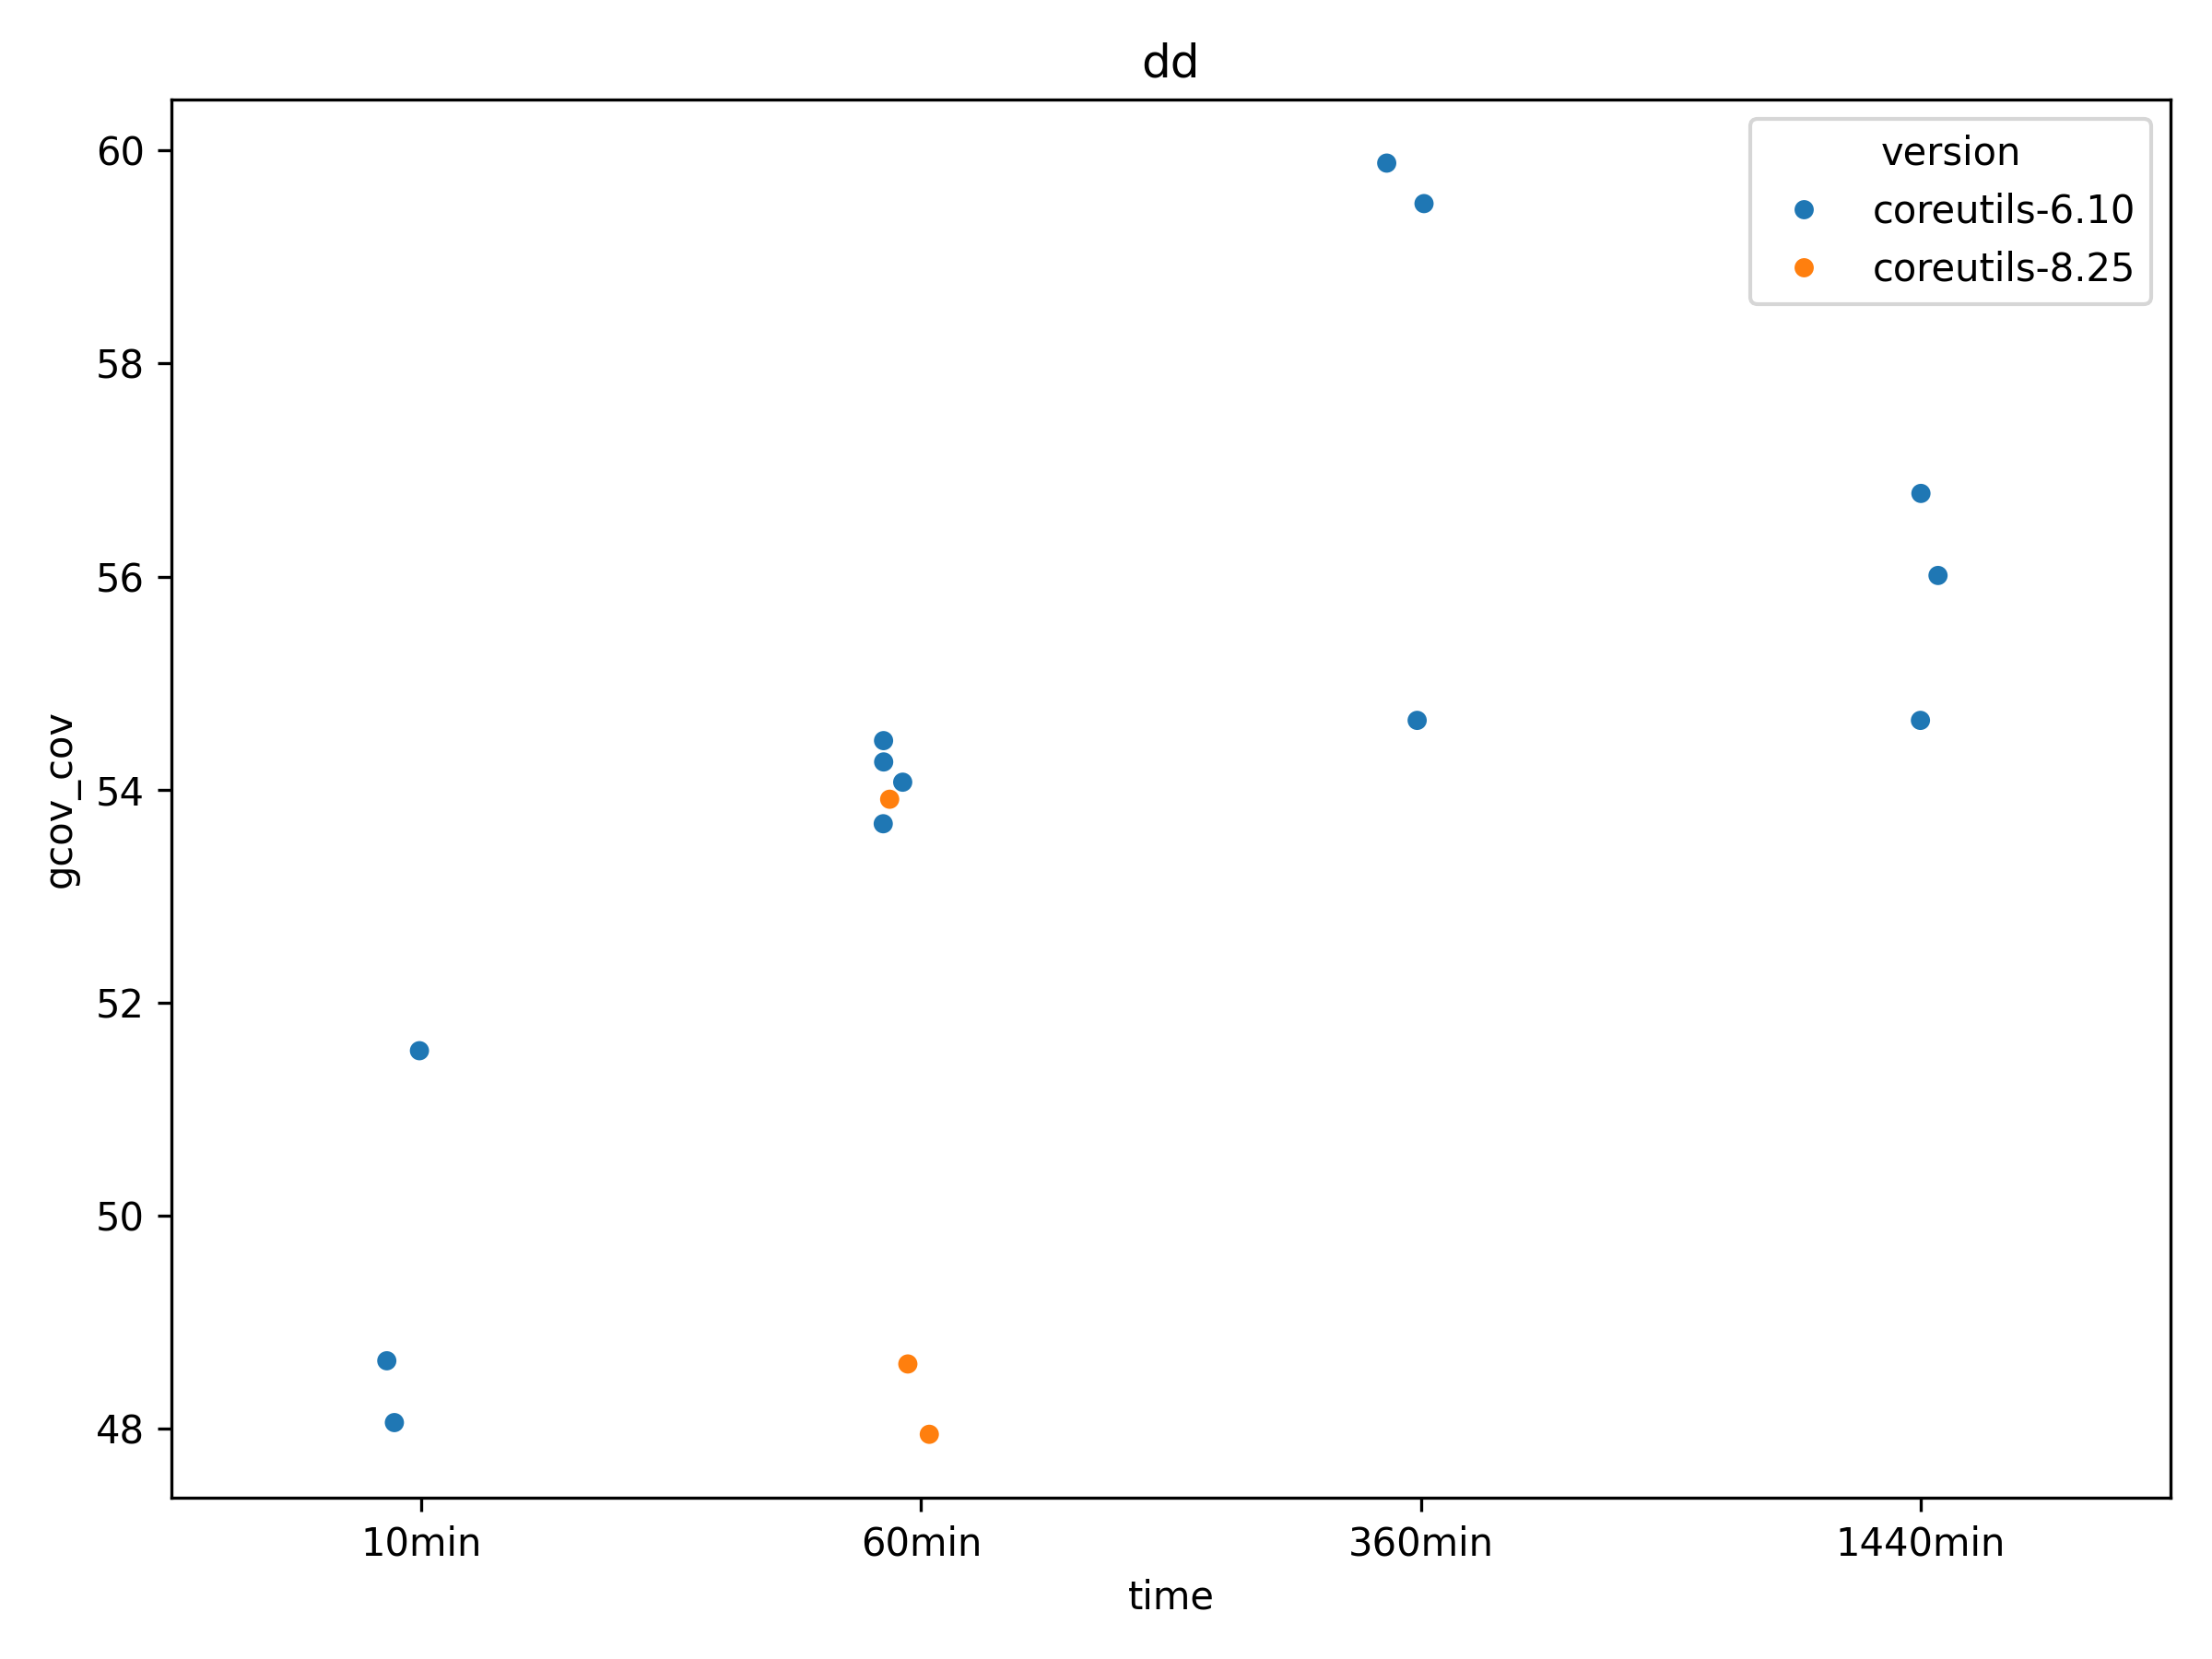 dd
version
coreutils-6.10
coreutils-8.25
gcov_cov
60
58
56
54
52
50
48
10min
60min
360min
1440min
time